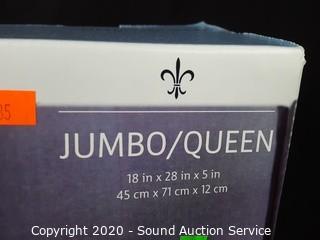 35
JUMBO/QUEEN
18 in x 28 in x 5 in
45 cm x 71 cm x 12 cm
Copyright 2020 - Sound Auction Service